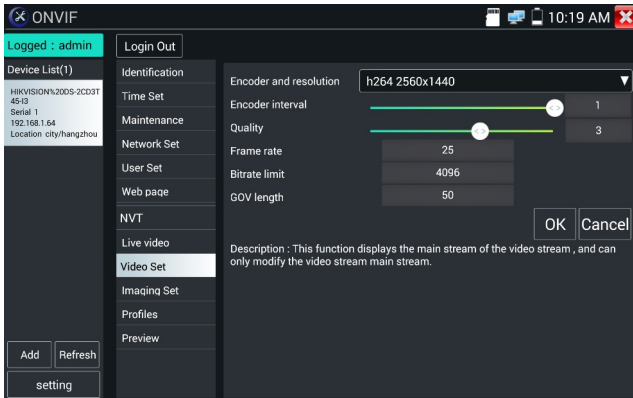 ONVIF
10:19 AM
Logged : admin
Login Out
Device List(1)
HIKVISION%20DS-2CD3T
45-I3
Serial 1
192.168.1.64
Location city/hangzhou
Identification
Time Set
Maintenance
Network Set
User Set
Web page
NVT
Live video
Video Set
Imaging Set
Profiles
Preview
Encoder and resolution h264 2560x1440
Encoder interval 1
Quality 3
Frame rate 25
Bitrate limit 4096
GOV length 50
OK Cancel
Description : This function displays the main stream of the video stream , and can
only modify the video stream main stream.
Add Refresh
setting